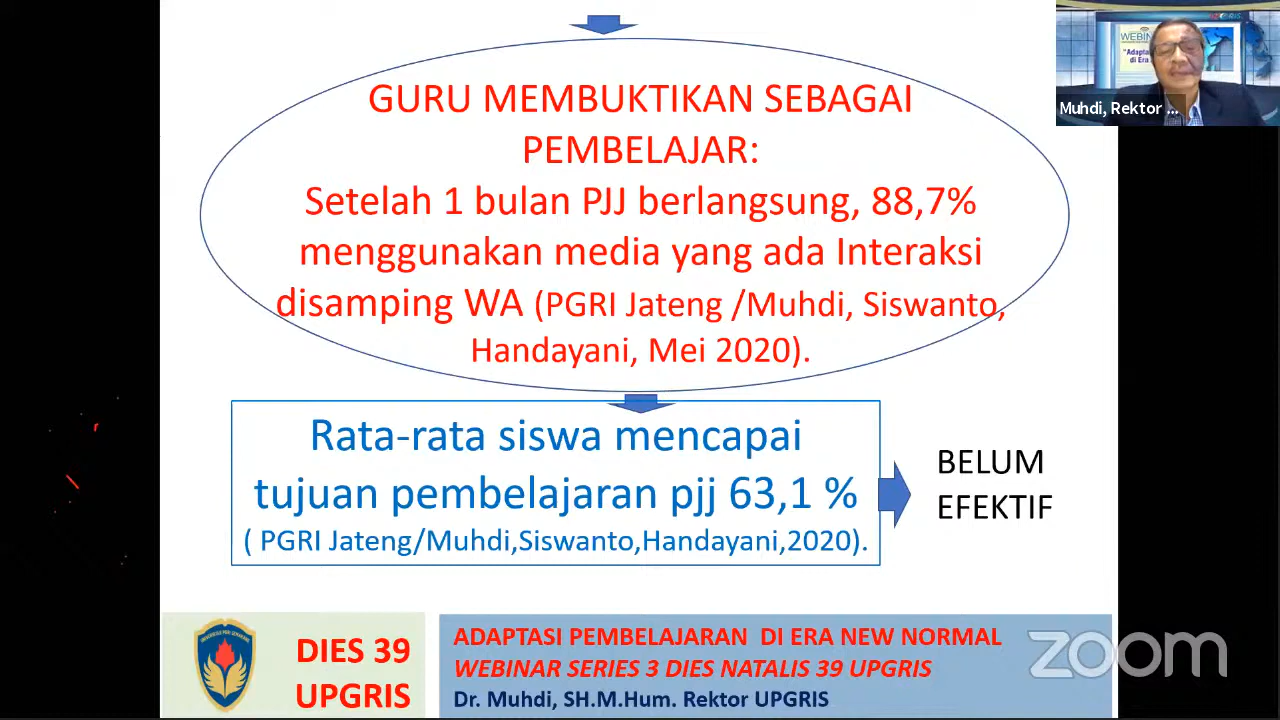 GURU MEMBUKTIKAN SEBAGAI
PEMBELAJAR:
Setelah 1 bulan PJJ berlangsung, 88,7%
menggunakan media yang ada Interaksi
disamping WA (PGRI Jateng /Muhdi, Siswanto,
Handayani, Mei 2020).
Rata-rata siswa mencapai
tujuan pembelajaran pjj 63,1 %
( PGRI Jateng/Muhdi,Siswanto,Handayani,2020).
BELUM
EFEKTIF
Muhdi, Rektor ...
DIES 39
UPGRIS
ADAPTASI PEMBELAJARAN DI ERA NEW NORMAL
WEBINAR SERIES 3 DIES NATALIS 39 UPGRIS
Dr. Muhdi, SH.M.Hum. Rektor UPGRIS
zoom